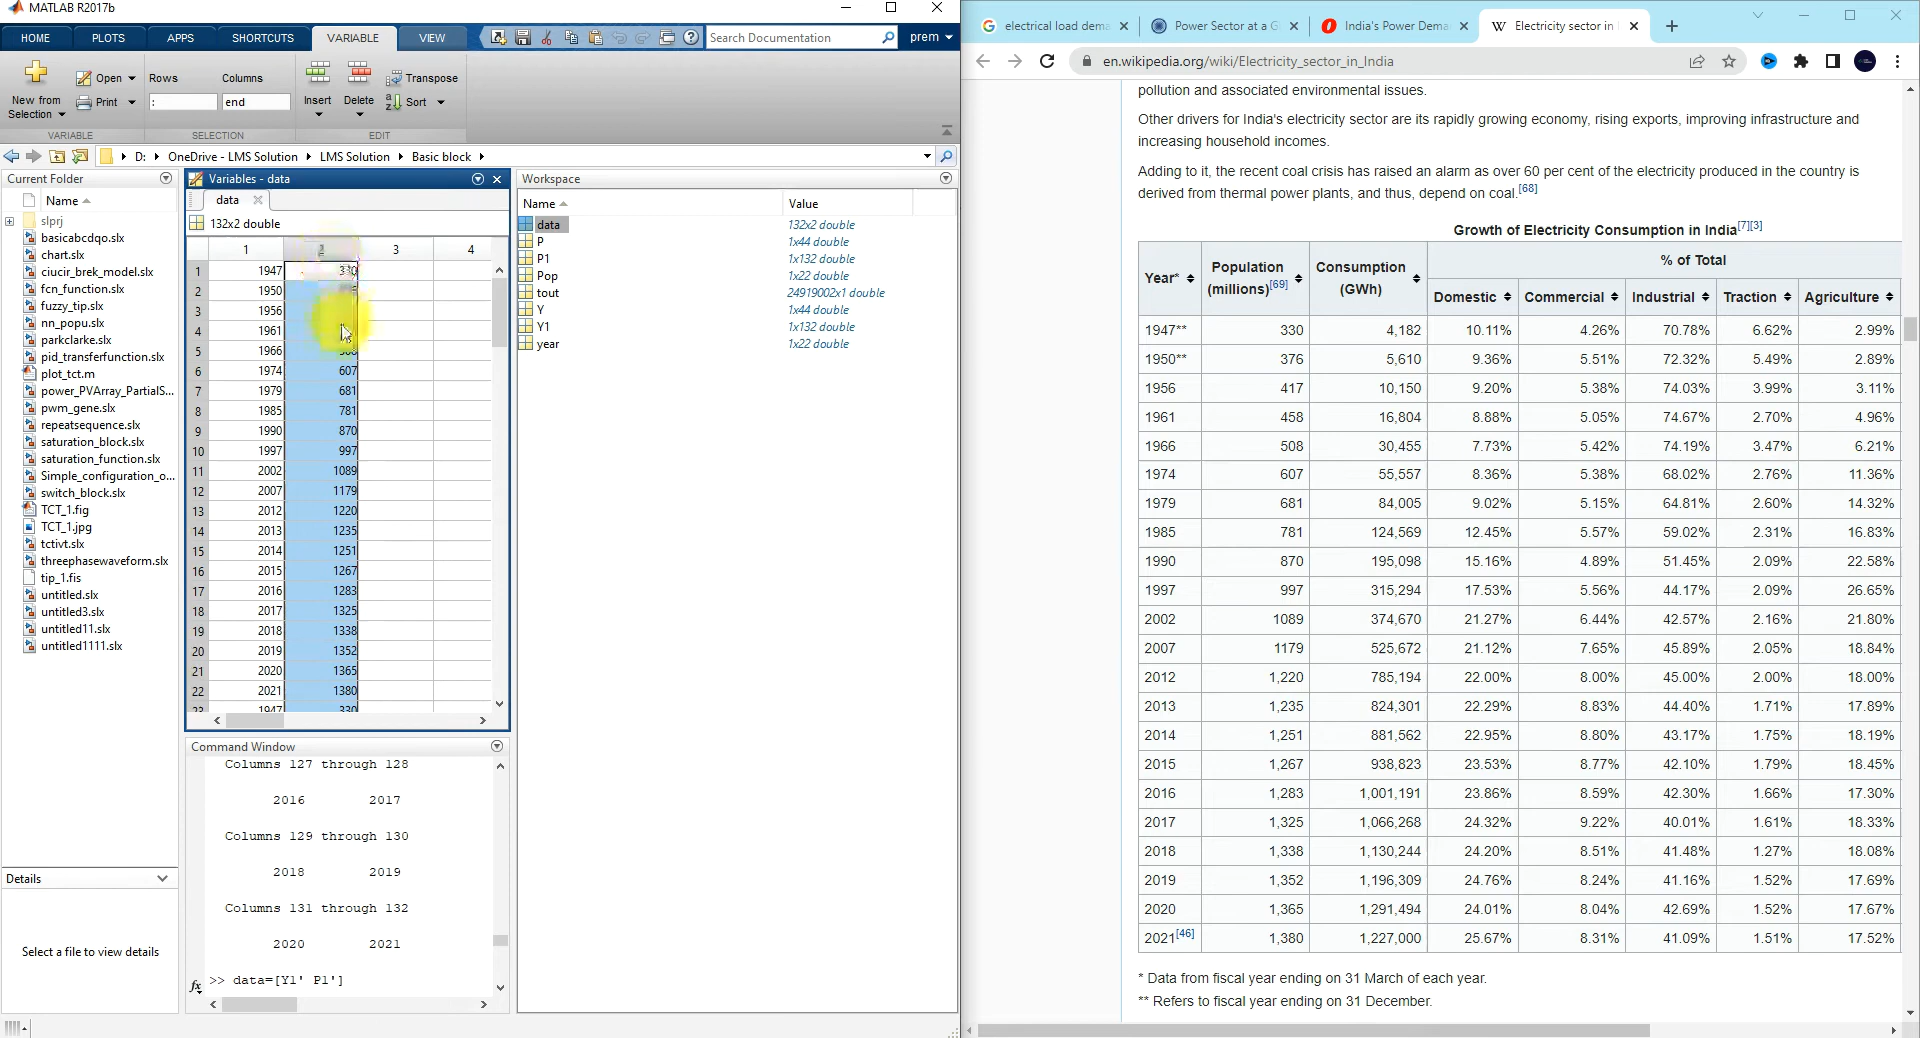 MATLAB R2017b
HOME PLOTS APPS SHORTCUTS VARIABLE VIEW Search Documentation prem
New from
Selection
Open
Print
Rows Columns
: end
Insert Delete
Transpose
Sort
VARIABLE SELECTION EDIT
D: OneDrive - LMS Solution LMS Solution Basic block
Current Folder
Name
slprj
basicabcdqo.slx
chart.slx
ciucir_brek_model.slx
fcn_function.slx
fuzzy_tip.slx
nn_popu.slx
parkclarke.slx
pid_transferfunction.slx
plot_tct.m
power_PVArray_PartialS...
pwm_gene.slx
repeatsequence.slx
saturation_block.slx
saturation_function.slx
Simple_configuration_o...
switch_block.slx
TCT_1.fig
TCT_1.jpg
tctivt.slx
threephasewaveform.slx
tip_1.fis
untitled.slx
untitled3.slx
untitled11.slx
untitled1111.slx
Details
Select a file to view details
Variables - data
data
132x2 double
1 2 3 4
1 1947 330
2 1950
3 1956
4 1961
5 1966
6 1974 607
7 1979 681
8 1985 781
9 1990 870
10 1997 997
11 2002 1089
12 2007 1179
13 2012 1220
14 2013 1235
15 2014 1251
16 2015 1267
17 2016 1283
18 2017 1325
19 2018 1338
20 2019 1352
21 2020 1365
22 2021 1380
23 1947 330
Command Window
Columns 127 through 128
2016 2017
Columns 129 through 130
2018 2019
Columns 131 through 132
2020 2021
fx >> data=[Y1' P1']
Workspace
Name Value
data 132x2 double
P 1x44 double
P1 1x132 double
Pop 1x22 double
tout 24919002x1 double
Y 1x44 double
Y1 1x132 double
year 1x22 double
electrical load dema Power Sector at a G India's Power Dema Electricity sector in
en.wikipedia.org/wiki/Electricity_sector_in_India
pollution and associated environmental issues.
Other drivers for India's electricity sector are its rapidly growing economy, rising exports, improving infrastructure and
increasing household incomes.
Adding to it, the recent coal crisis has raised an alarm as over 60 per cent of the electricity produced in the country is
derived from thermal power plants, and thus, depend on coal.[68]
Growth of Electricity Consumption in India[7][3]
Year* Population (millions)[69] Consumption (GWh) % of Total
Domestic Commercial Industrial Traction Agriculture
1947** 330 4,182 10.11% 4.26% 70.78% 6.62% 2.99%
1950** 376 5,610 9.36% 5.51% 72.32% 5.49% 2.89%
1956 417 10,150 9.20% 5.38% 74.03% 3.99% 3.11%
1961 458 16,804 8.88% 5.05% 74.67% 2.70% 4.96%
1966 508 30,455 7.73% 5.42% 74.19% 3.47% 6.21%
1974 607 55,557 8.36% 5.38% 68.02% 2.76% 11.36%
1979 681 84,005 9.02% 5.15% 64.81% 2.60% 14.32%
1985 781 124,569 12.45% 5.57% 59.02% 2.31% 16.83%
1990 870 195,098 15.16% 4.89% 51.45% 2.09% 22.58%
1997 997 315,294 17.53% 5.56% 44.17% 2.09% 26.65%
2002 1089 374,670 21.27% 6.44% 42.57% 2.16% 21.80%
2007 1179 525,672 21.12% 7.65% 45.89% 2.05% 18.84%
2012 1,220 785,194 22.00% 8.00% 45.00% 2.00% 18.00%
2013 1,235 824,301 22.29% 8.83% 44.40% 1.71% 17.89%
2014 1,251 881,562 22.95% 8.80% 43.17% 1.75% 18.19%
2015 1,267 938,823 23.53% 8.77% 42.10% 1.79% 18.45%
2016 1,283 1,001,191 23.86% 8.59% 42.30% 1.66% 17.30%
2017 1,325 1,066,268 24.32% 9.22% 40.01% 1.61% 18.33%
2018 1,338 1,130,244 24.20% 8.51% 41.48% 1.27% 18.08%
2019 1,352 1,196,309 24.76% 8.24% 41.16% 1.52% 17.69%
2020 1,365 1,291,494 24.01% 8.04% 42.69% 1.52% 17.67%
2021[46] 1,380 1,227,000 25.67% 8.31% 41.09% 1.51% 17.52%
* Data from fiscal year ending on 31 March of each year.
** Refers to fiscal year ending on 31 December.